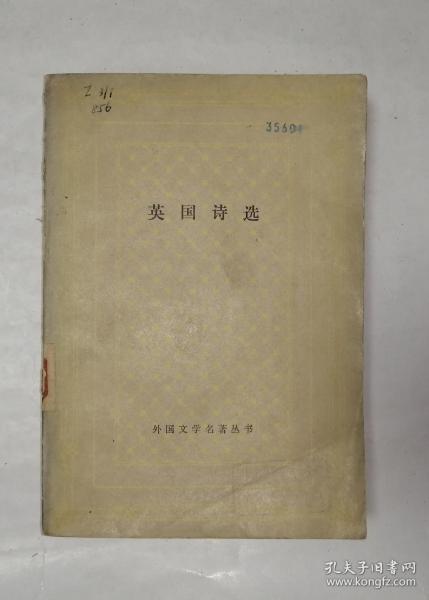 Z 311
856
35601
英国诗选
外国文学名著丛书
孔夫子旧书网
www.kongfz.com